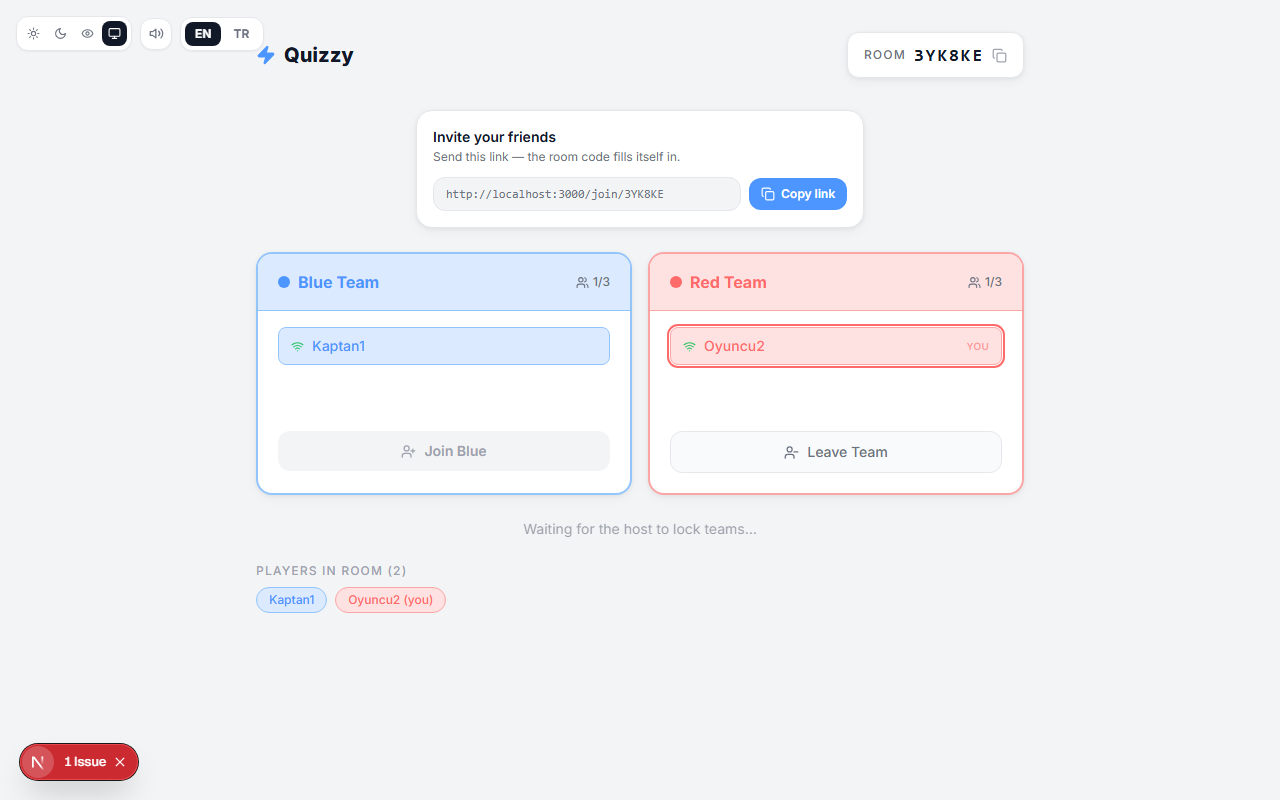 EN TR
Quizzy
ROOM 3YK8KE
Invite your friends
Send this link — the room code fills itself in.
http://localhost:3000/join/3YK8KE
Copy link
Blue Team 1/3
Kaptan1
Join Blue
Red Team 1/3
Oyuncu2 YOU
Leave Team
Waiting for the host to lock teams...
PLAYERS IN ROOM (2)
Kaptan1 Oyuncu2 (you)
N 1 Issue